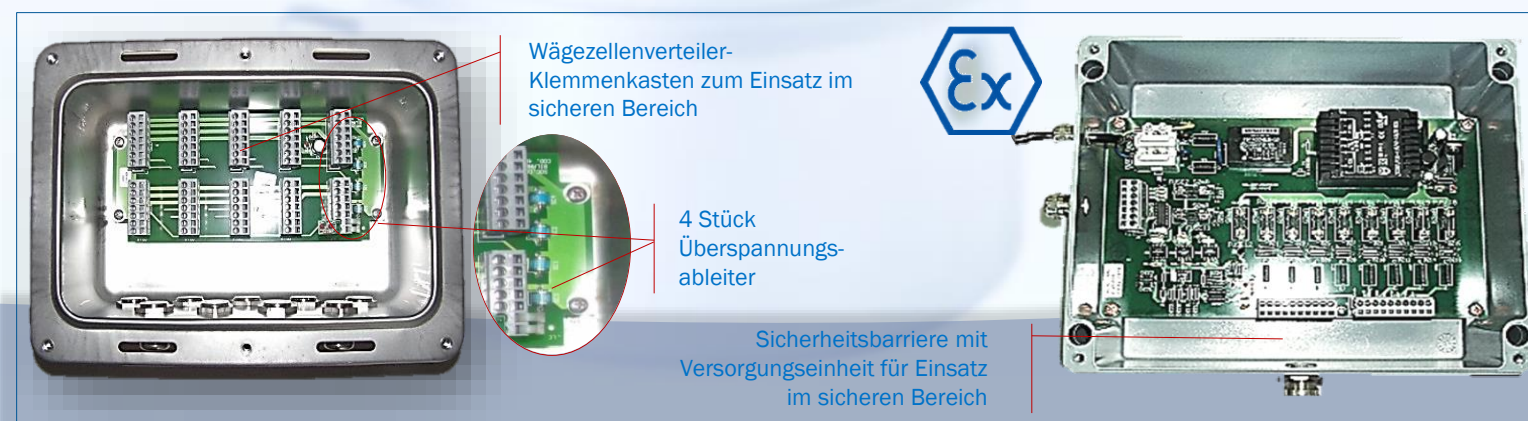 Wägezellenverteiler-
Klemmenkasten zum Einsatz im
sicheren Bereich
4 Stück
Überspannungs-
ableiter
Ex
Sicherheitsbarriere mit
Versorgungseinheit für Einsatz
im sicheren Bereich